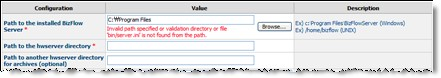 Configuration Value Description
Path to the installed BizFlow Server * C:₩Program Files Browse... Ex) c:Program Files\BizFlowServer (Windows)
Invalid path specified or validation directory or file 'bin/server.ini' is not found from the path. Ex) /home/bizflow (UNIX)
Path to the hwserver directory *
Path to another hwserver directory for archives (optional)